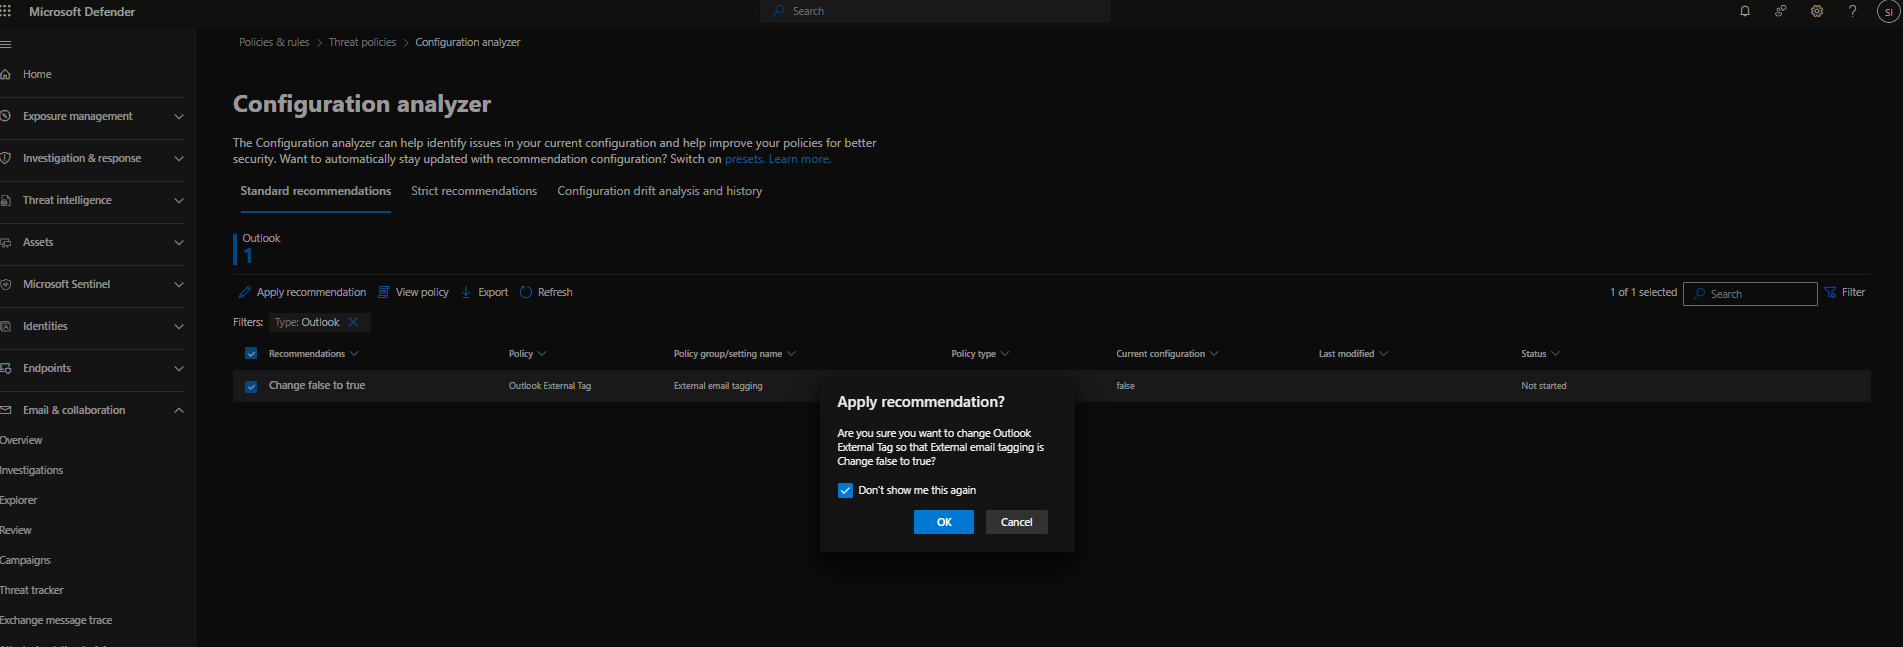 Microsoft Defender
Search
SI
Policies & rules > Threat policies > Configuration analyzer
Home
Exposure management
Investigation & response
Threat intelligence
Assets
Microsoft Sentinel
Identities
Endpoints
Email & collaboration
Overview
Investigations
Explorer
Review
Campaigns
Threat tracker
Exchange message trace
Configuration analyzer
The Configuration analyzer can help identify issues in your current configuration and help improve your policies for better
security. Want to automatically stay updated with recommendation configuration? Switch on presets. Learn more.
Standard recommendations Strict recommendations Configuration drift analysis and history
Outlook
1
Apply recommendation View policy Export Refresh 1 of 1 selected Search Filter
Filters: Type: Outlook
Recommendations Policy Policy group/setting name Policy type Current configuration Last modified Status
Change false to true Outlook External Tag External email tagging false Not started
Apply recommendation?
Are you sure you want to change Outlook
External Tag so that External email tagging is
Change false to true?
Don't show me this again
OK Cancel